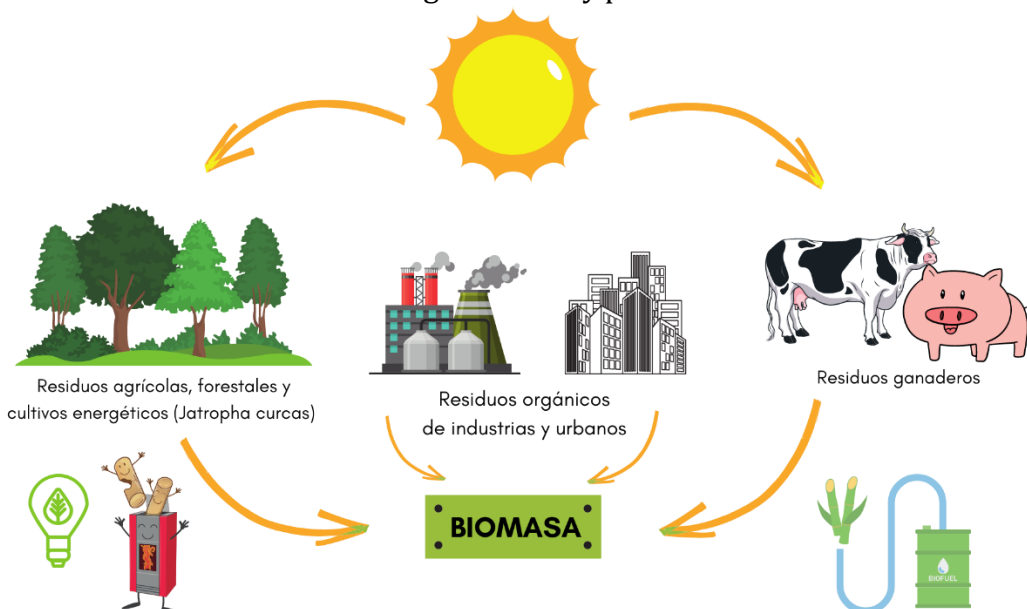 Residuos agrícolas, forestales y
cultivos energéticos (Jatropha curcas)
Residuos orgánicos
de industrias y urbanos
Residuos ganaderos
BIOMASA
BIOFUEL